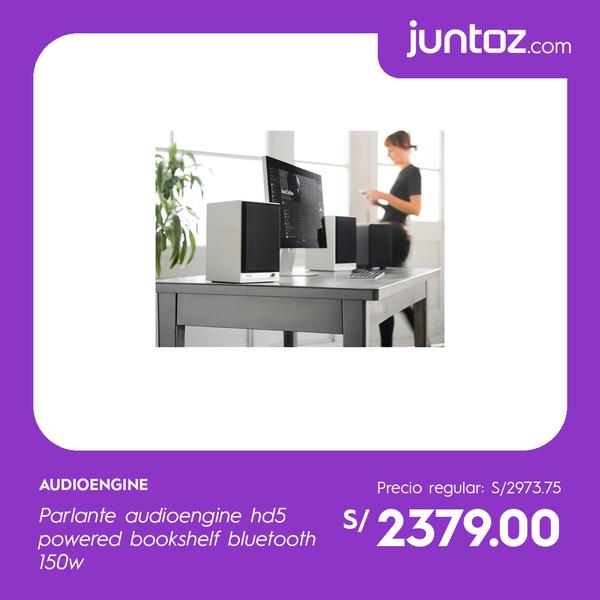 juntoz.com
AUDIOENGINE
Parlante audioengine hd5
powered bookshelf bluetooth
150w
Precio regular: S/2973.75
S/ 2379.00